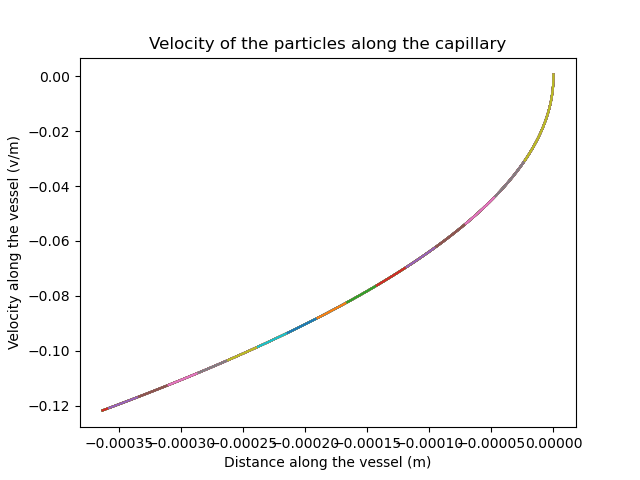 Velocity of the particles along the capillary
0.00
−0.02
−0.04
−0.06
−0.08
−0.10
−0.12
Velocity along the vessel (v/m)
−0.00035 −0.00030 −0.00025 −0.00020 −0.00015 −0.00010 −0.00005 0.00000
Distance along the vessel (m)